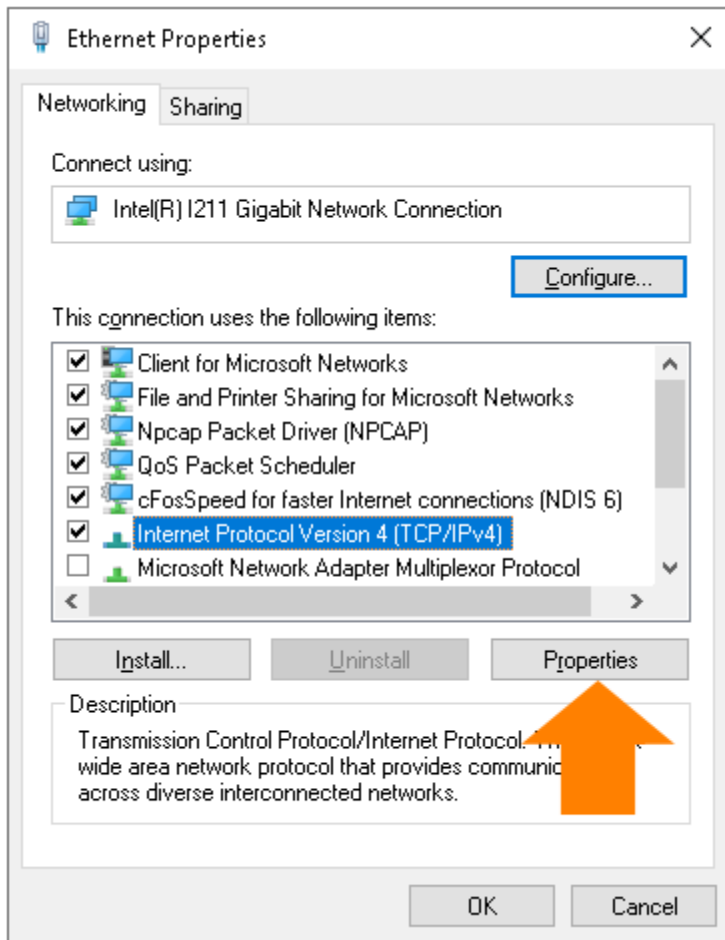 Ethernet Properties
Networking
Sharing
Connect using:
Intel(R) I211 Gigabit Network Connection
Configure...
This connection uses the following items:
Client for Microsoft Networks
File and Printer Sharing for Microsoft Networks
Npcap Packet Driver (NPCAP)
QoS Packet Scheduler
cFosSpeed for faster Internet connections (NDIS 6)
Internet Protocol Version 4 (TCP/IPv4)
Microsoft Network Adapter Multiplexor Protocol
Install...
Uninstall
Properties
Description
Transmission Control Protocol/Internet Protocol.
wide area network protocol that provides
across diverse interconnected networks.
OK
Cancel